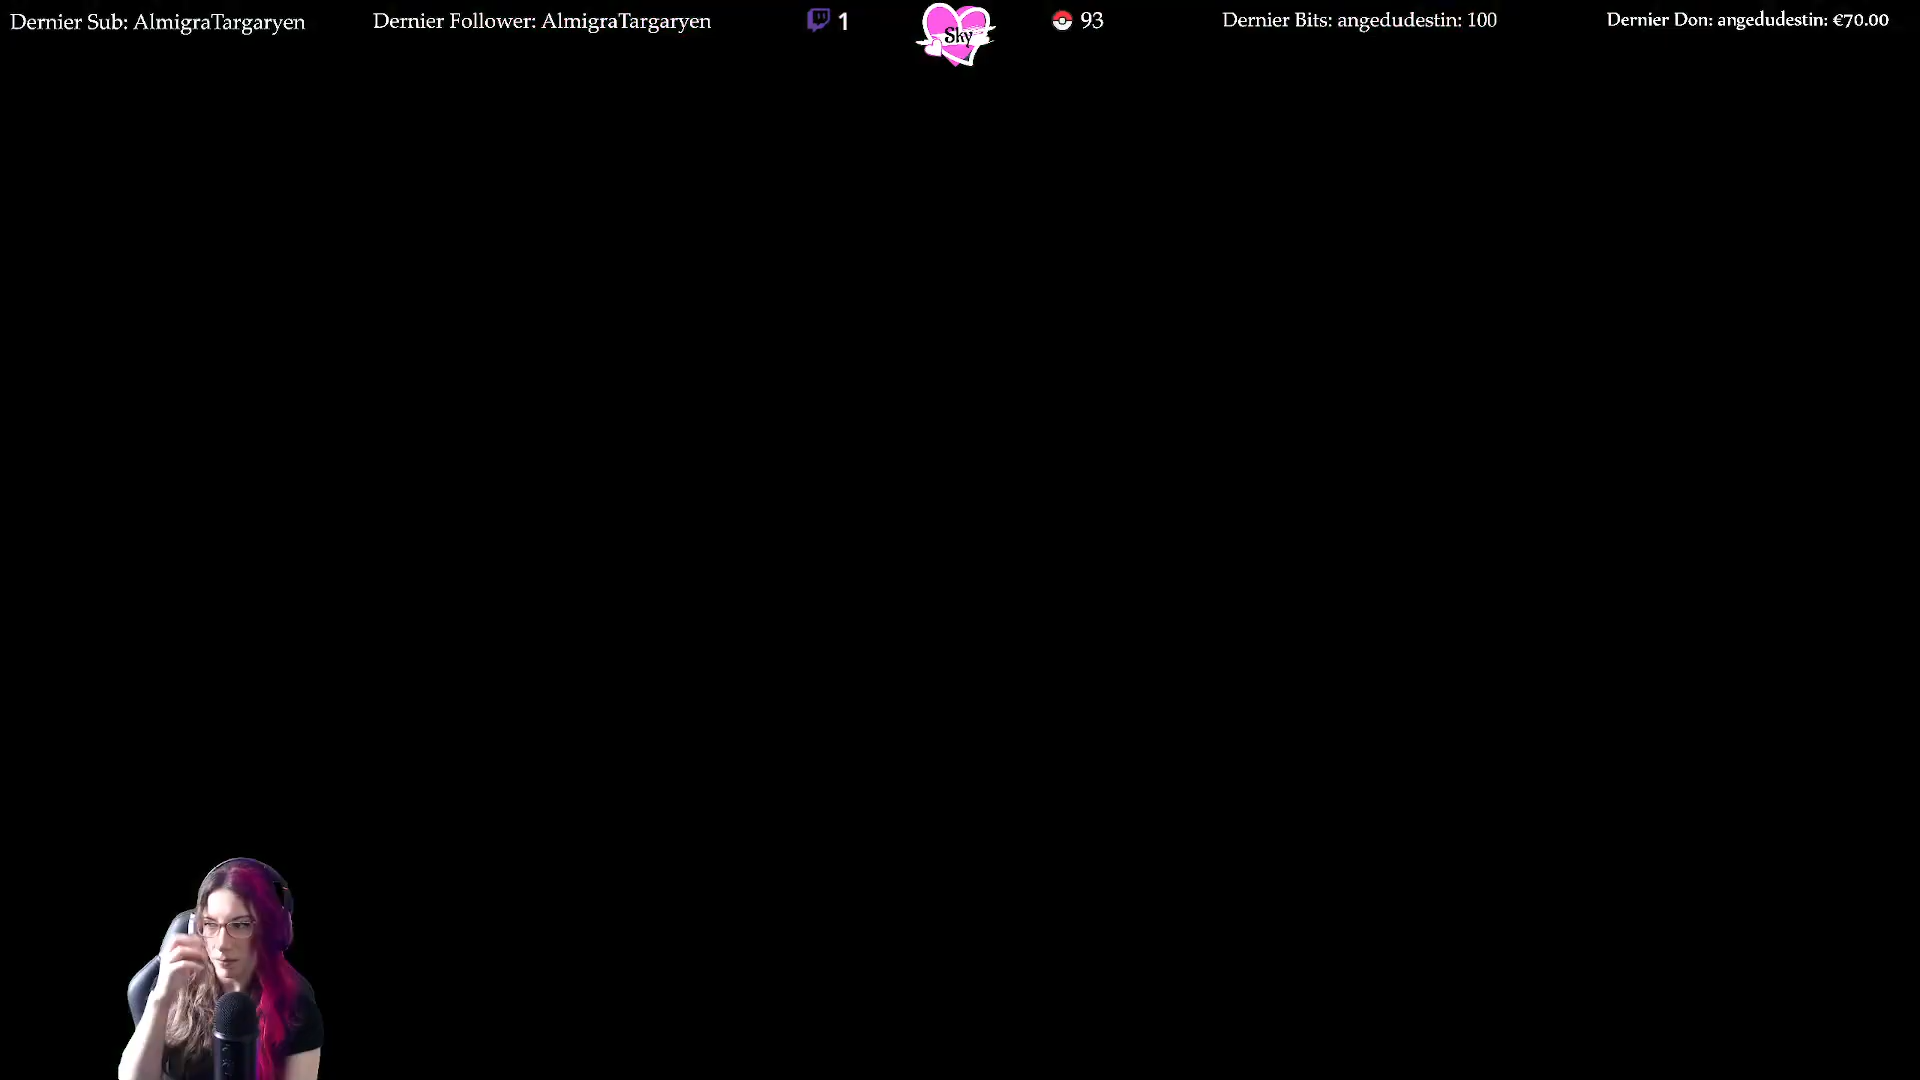 Dernier Sub: AlmigraTargaryen
Dernier Follower: AlmigraTargaryen
1
Sky
93
Dernier Bits: angedudestin: 100
Dernier Don: angedudestin: €70.00